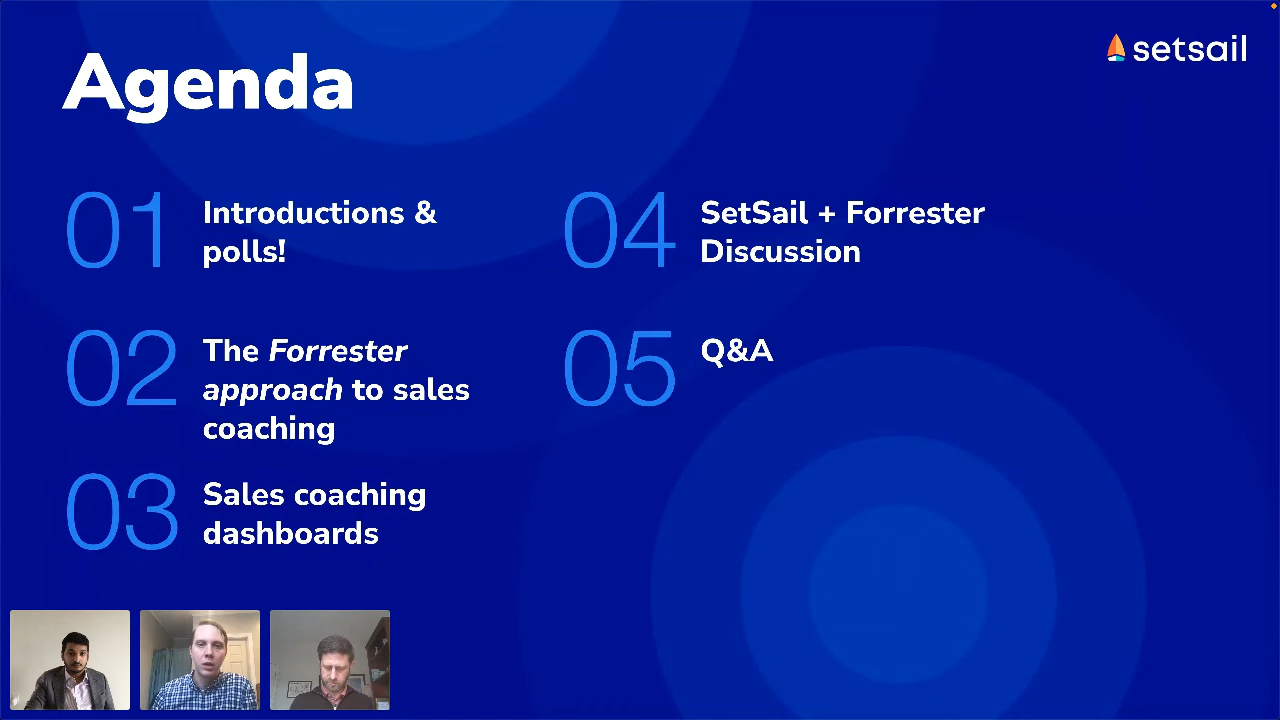 Agenda
setsail
01
Introductions &
polls!
02
The Forrester
approach to sales
coaching
03
Sales coaching
dashboards
04
SetSail + Forrester
Discussion
05
Q&A